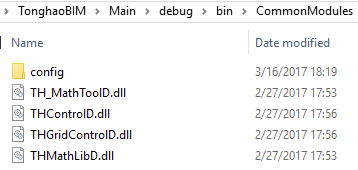 TonghaoBIM > Main > debug > bin > CommonModules
Name Date modified
config 3/16/2017 18:19
TH_MathToolD.dll 2/27/2017 17:53
THControlD.dll 2/27/2017 17:56
THGridControlD.dll 2/27/2017 17:56
THMathLibD.dll 2/27/2017 17:53